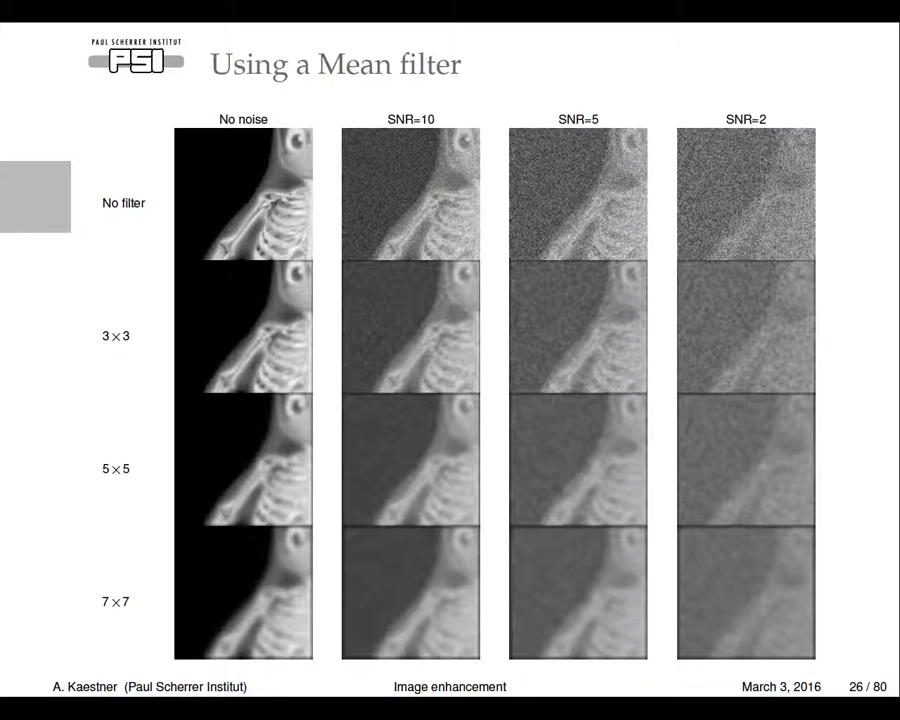 PAUL SCHERRER INSTITUT
PSI
Using a Mean filter
No noise
SNR=10
SNR=5
SNR=2
No filter
3×3
5×5
7×7
A. Kaestner (Paul Scherrer Institut)
Image enhancement
March 3, 2016
26 / 80